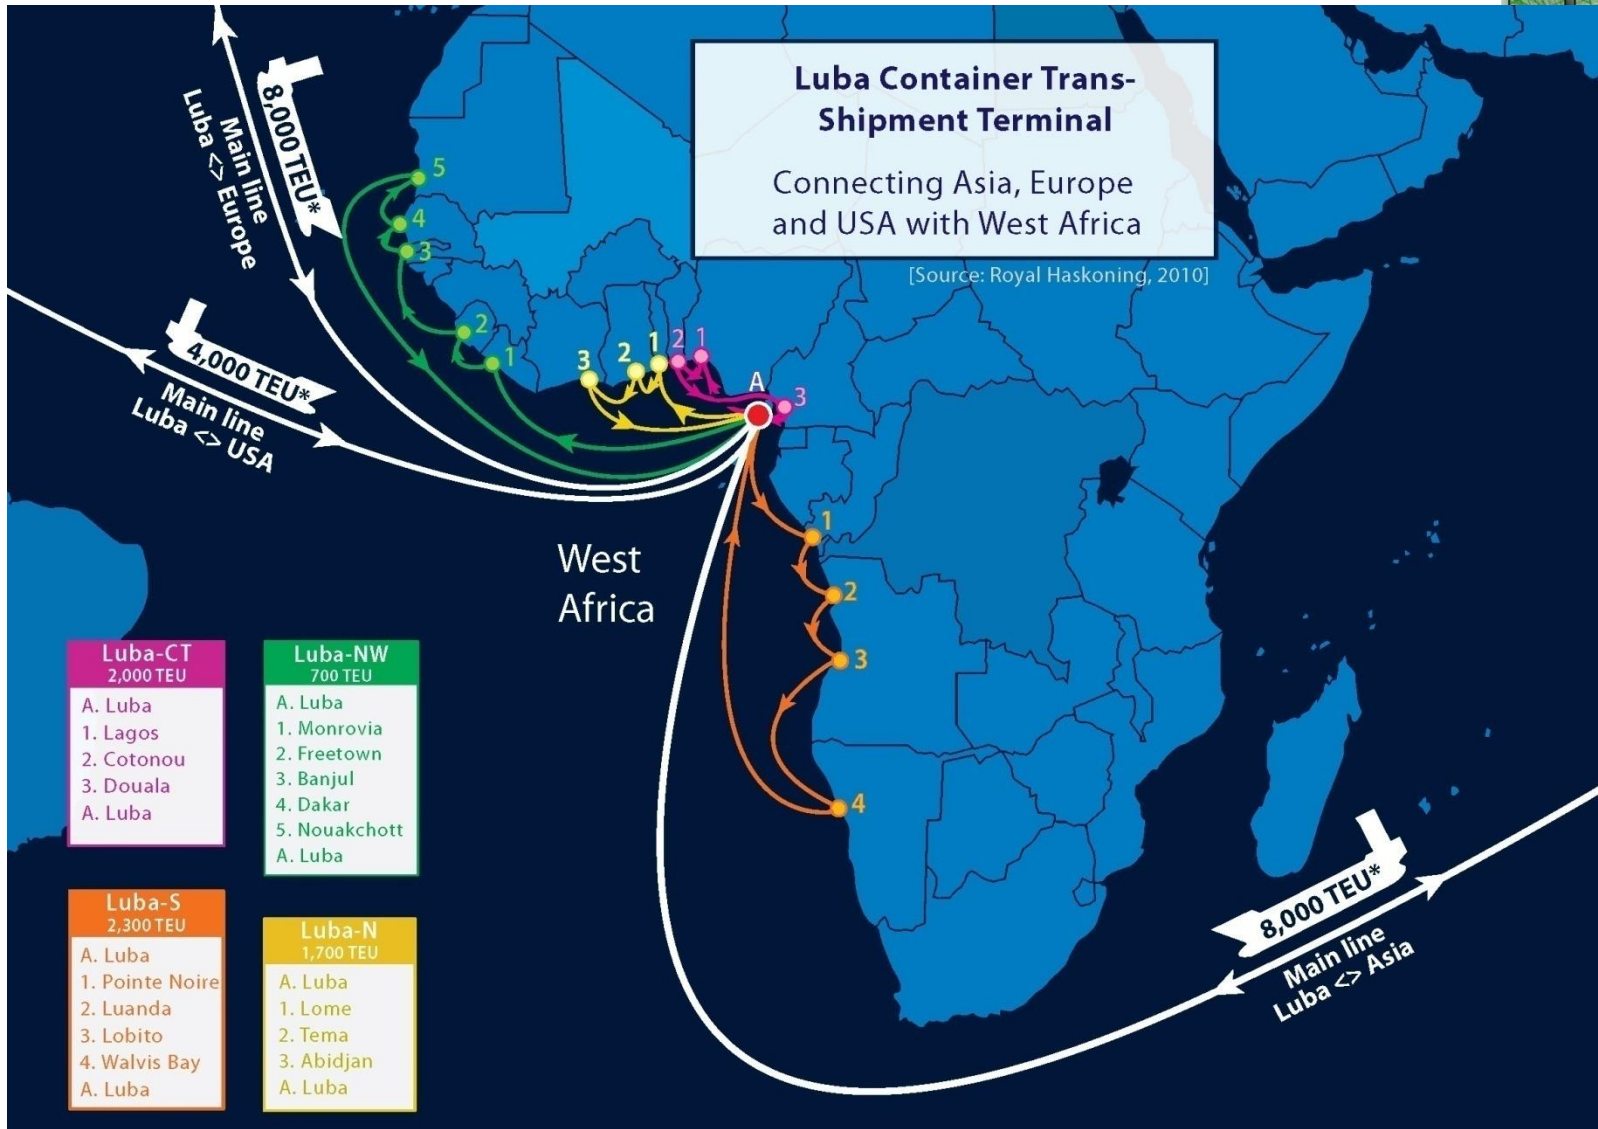 Luba Container Trans-
Shipment Terminal
Connecting Asia, Europe
and USA with West Africa
[Source: Royal Haskoning, 2010]
8,000 TEU*
Main line
Luba <> Europe
4,000 TEU*
Main line
Luba <> USA
5
4
3
2
1
3
2
1
2
1
A
3
West
Africa
1
2
3
4
8,000 TEU*
Main line
Luba <> Asia
Luba-CT
2,000 TEU
A. Luba
1. Lagos
2. Cotonou
3. Douala
A. Luba
Luba-NW
700 TEU
A. Luba
1. Monrovia
2. Freetown
3. Banjul
4. Dakar
5. Nouakchott
A. Luba
Luba-S
2,300 TEU
A. Luba
1. Pointe Noire
2. Luanda
3. Lobito
4. Walvis Bay
A. Luba
Luba-N
1,700 TEU
A. Luba
1. Lome
2. Tema
3. Abidjan
A. Luba